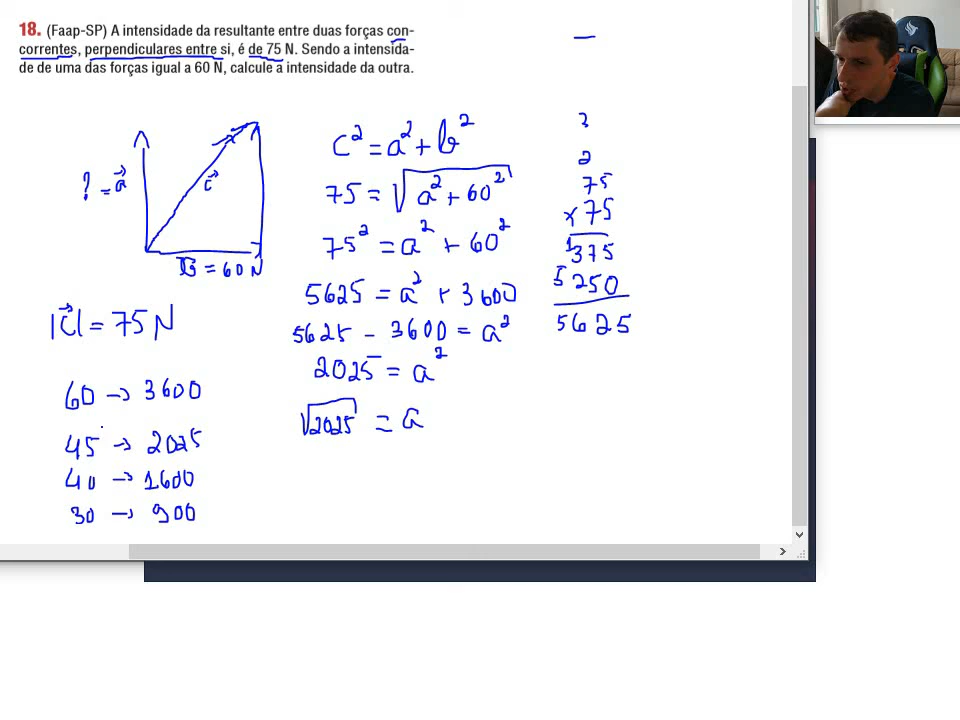 18. (Faap-SP) A intensidade da resultante entre duas forças con-
correntes, perpendiculares entre si, é de 75 N. Sendo a intensida-
de de uma das forças igual a 60 N, calcule a intensidade da outra.
? = a⃗
c⃗
b⃗ = 60 N
|c⃗| = 75 N
60 → 3600
45 → 2025
40 → 1600
30 → 900
c² = a² + b²
75 = √(a² + 60²)
75² = a² + 60²
5625 = a² + 3600
5625 - 3600 = a²
2025 = a²
√2025 = a
3
2
75
x 75
1
375
5250
5625